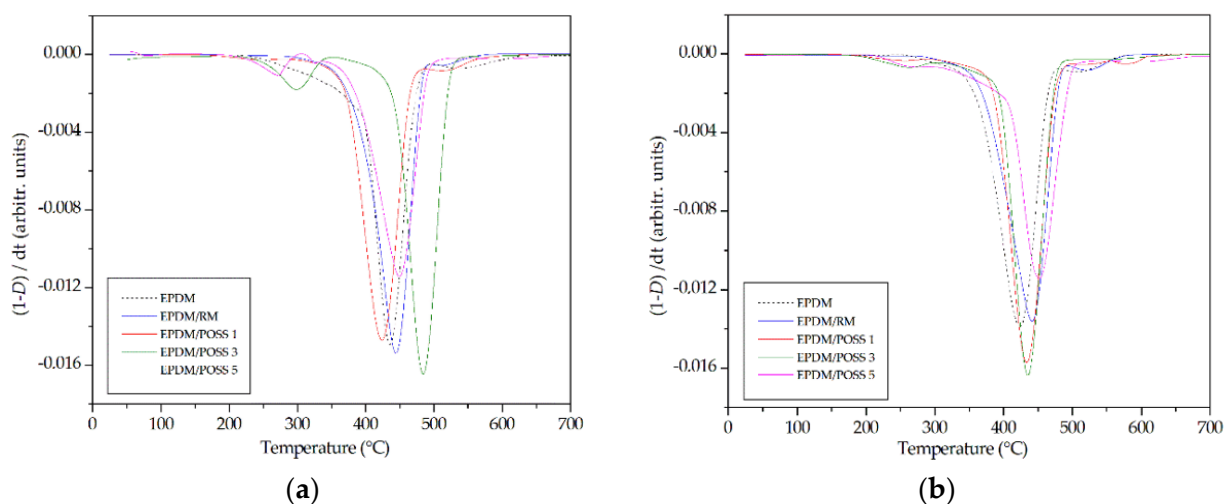 0.000
-0.004
-0.008
-0.012
-0.016
(1-D) / dt (arbitr. units)
EPDM
EPDM/RM
EPDM/POSS 1
EPDM/POSS 3
EPDM/POSS 5
0 100 200 300 400 500 600 700
Temperature (°C)
(a)
0.000
-0.004
-0.008
-0.012
-0.016
(1-D) / dt (arbitr. units)
EPDM
EPDM/RM
EPDM/POSS 1
EPDM/POSS 3
EPDM/POSS 5
0 100 200 300 400 500 600 700
Temperature (°C)
(b)